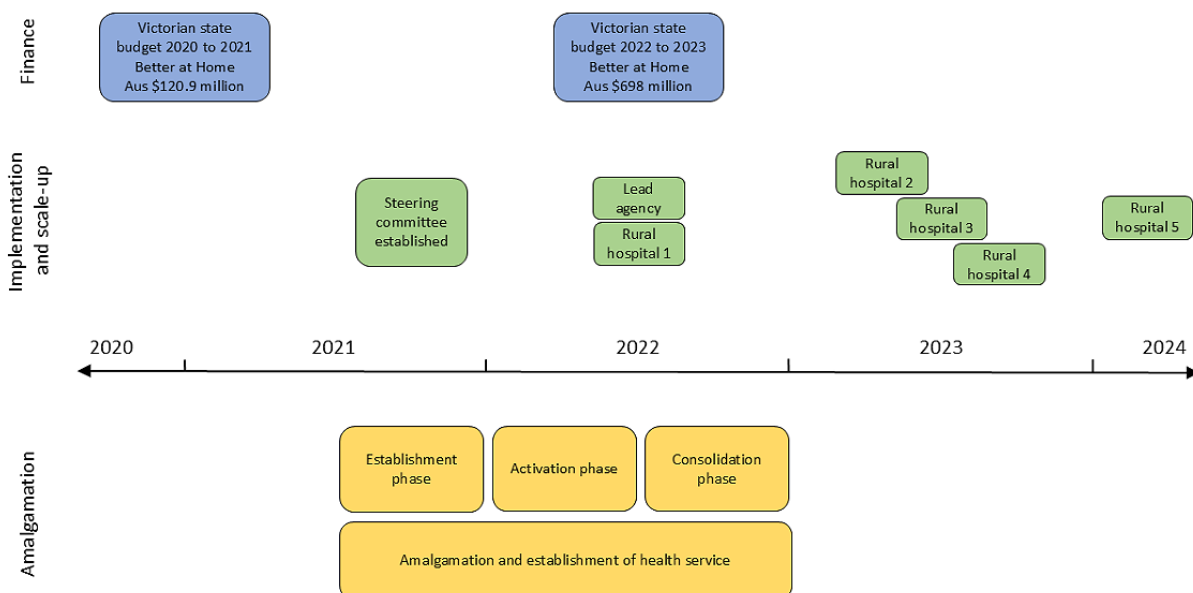 Finance
Victorian state
budget 2020 to 2021
Better at Home
Aus $120.9 million
Victorian state
budget 2022 to 2023
Better at Home
Aus $698 million
Implementation
and scale-up
Steering
committee
established
Lead
agency
Rural
hospital 1
Rural
hospital 2
Rural
hospital 3
Rural
hospital 4
Rural
hospital 5
2020
2021
2022
2023
2024
Amalgamation
Establishment
phase
Activation phase
Consolidation
phase
Amalgamation and establishment of health service